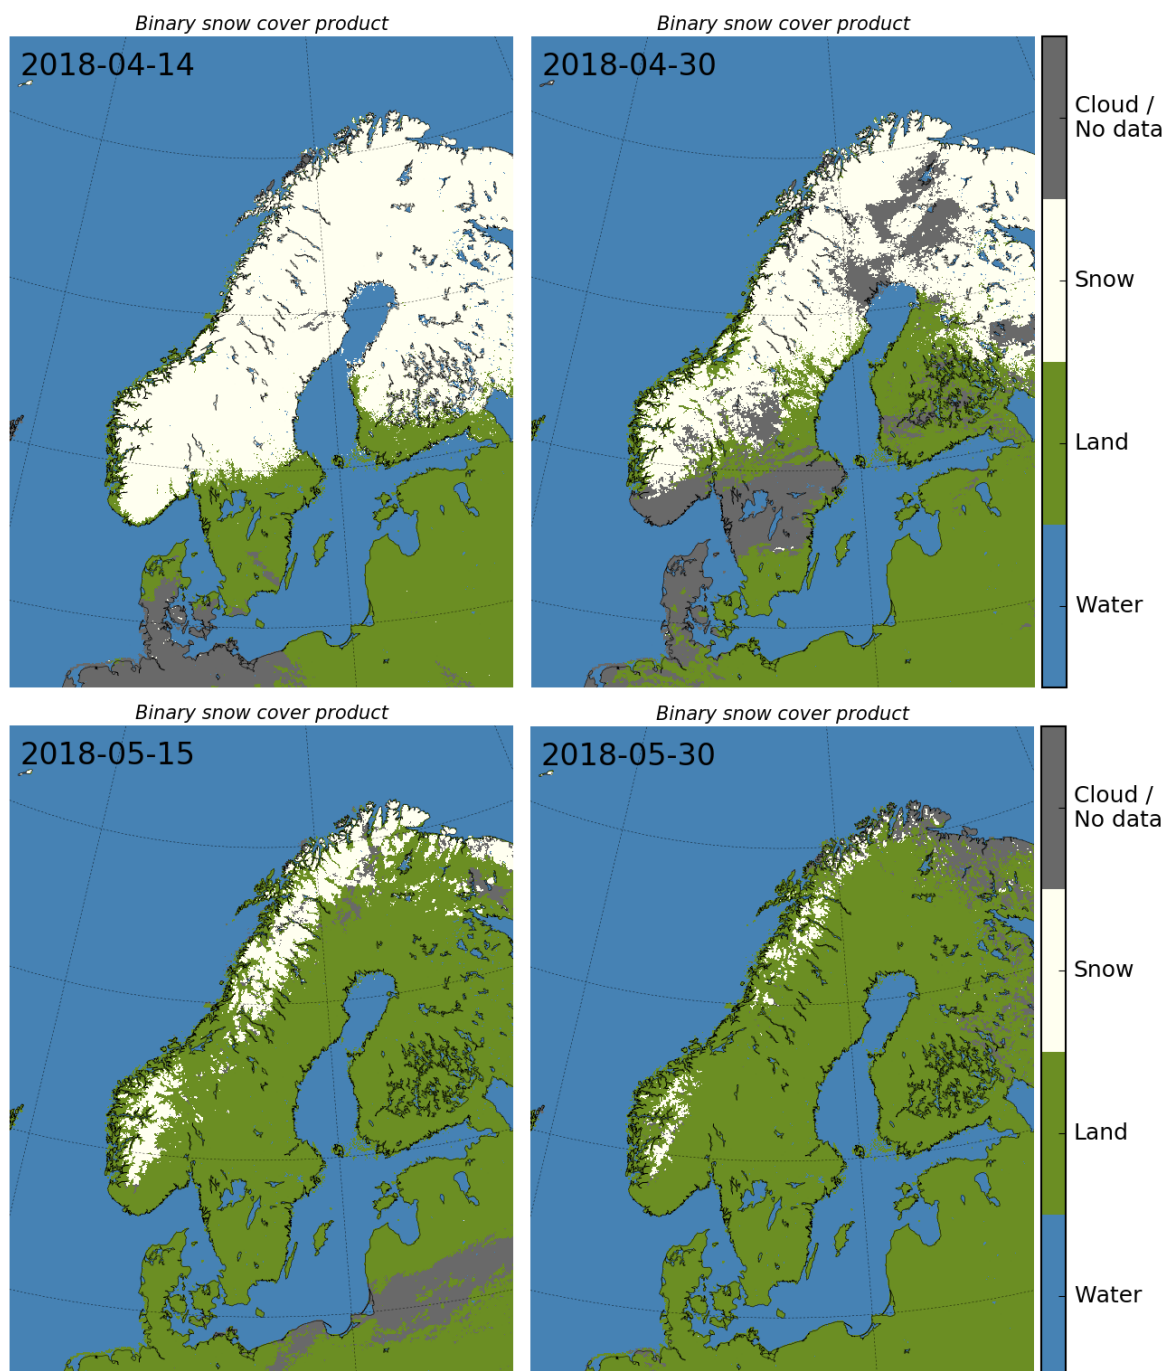 Binary snow cover product
Binary snow cover product
2018-04-14
2018-04-30
Cloud /
No data
Snow
Land
Water
Binary snow cover product
Binary snow cover product
2018-05-15
2018-05-30
Cloud /
No data
Snow
Land
Water